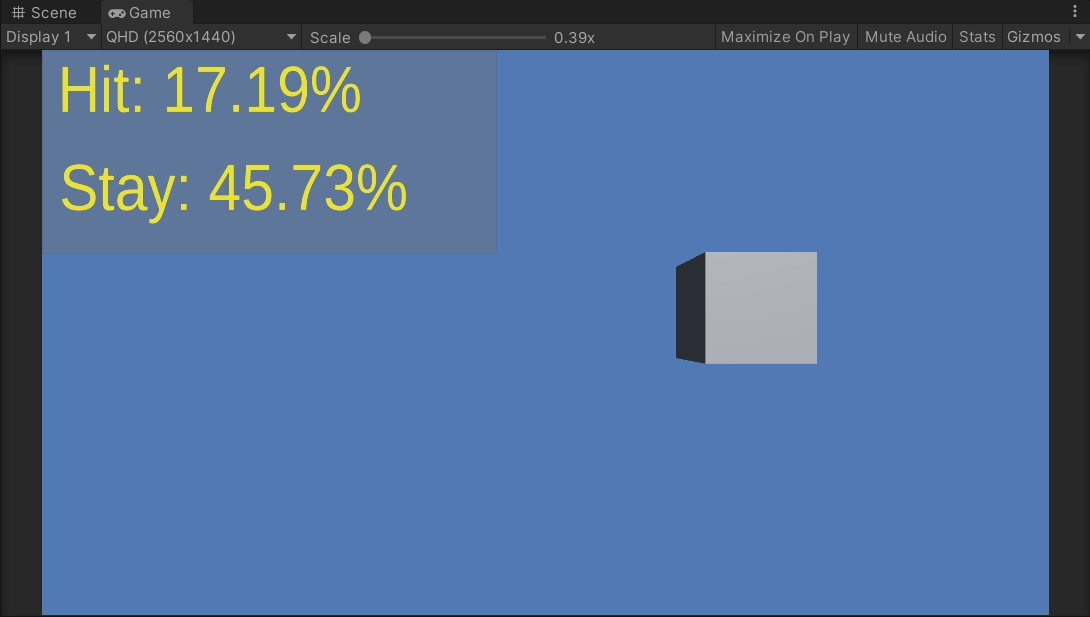 Scene Game
Display 1 QHD (2560x1440) Scale 0.39x Maximize On Play Mute Audio Stats Gizmos
Hit: 17.19%
Stay: 45.73%